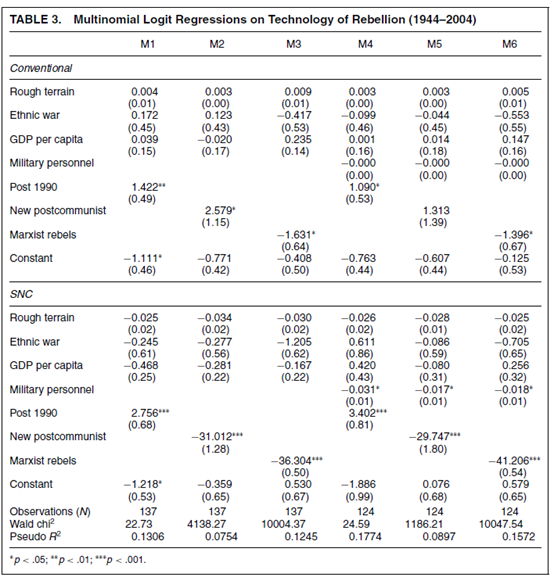 TABLE 3. Multinomial Logit Regressions on Technology of Rebellion (1944–2004)
M1 M2 M3 M4 M5 M6
Conventional
Rough terrain 0.004 0.003 0.009 0.003 0.003 0.005
(0.01) (0.00) (0.01) (0.00) (0.00) (0.01)
Ethnic war 0.172 0.123 −0.417 −0.099 −0.044 −0.553
(0.45) (0.43) (0.53) (0.46) (0.45) (0.55)
GDP per capita 0.039 −0.020 0.235 0.001 0.014 0.147
(0.15) (0.17) (0.14) (0.16) (0.18) (0.16)
Military personnel −0.000 −0.000 −0.000
(0.00) (0.00) (0.00)
Post 1990 1.422** 1.090*
(0.49) (0.53)
New postcommunist 2.579* 1.313
(1.15) (1.39)
Marxist rebels −1.631* −1.396*
(0.64) (0.67)
Constant −1.111* −0.771 −0.408 −0.763 −0.607 −0.125
(0.46) (0.42) (0.50) (0.44) (0.44) (0.53)
SNC
Rough terrain −0.025 −0.034 −0.030 −0.026 −0.028 −0.025
(0.02) (0.02) (0.02) (0.02) (0.01) (0.02)
Ethnic war −0.245 −0.277 −1.205 0.611 −0.086 −0.705
(0.61) (0.56) (0.62) (0.86) (0.59) (0.65)
GDP per capita −0.468 −0.281 −0.167 0.420 −0.080 0.256
(0.25) (0.22) (0.22) (0.43) (0.31) (0.32)
Military personnel −0.031* −0.017* −0.018*
(0.01) (0.01) (0.01)
Post 1990 2.756*** 3.402***
(0.68) (0.81)
New postcommunist −31.012*** −29.747***
(1.28) (1.80)
Marxist rebels −36.304*** −41.206***
(0.50) (0.54)
Constant −1.218* −0.359 0.530 −1.886 0.076 0.579
(0.53) (0.65) (0.67) (0.99) (0.68) (0.65)
Observations (N) 137 137 137 124 124 124
Wald chi² 22.73 4138.27 10004.37 24.59 1186.21 10047.54
Pseudo R² 0.1306 0.0754 0.1245 0.1774 0.0897 0.1572
*p < .05; **p < .01; ***p < .001.